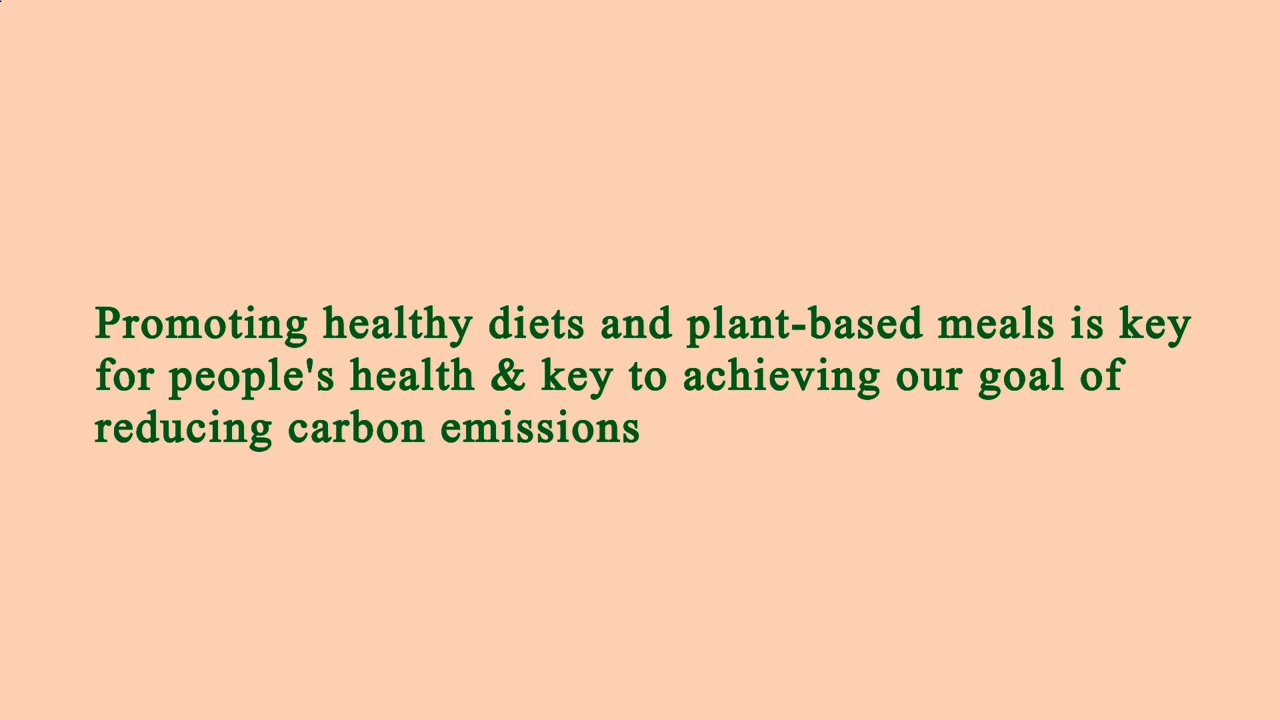 Promoting healthy diets and plant-based meals is key
for people's health & key to achieving our goal of
reducing carbon emissions